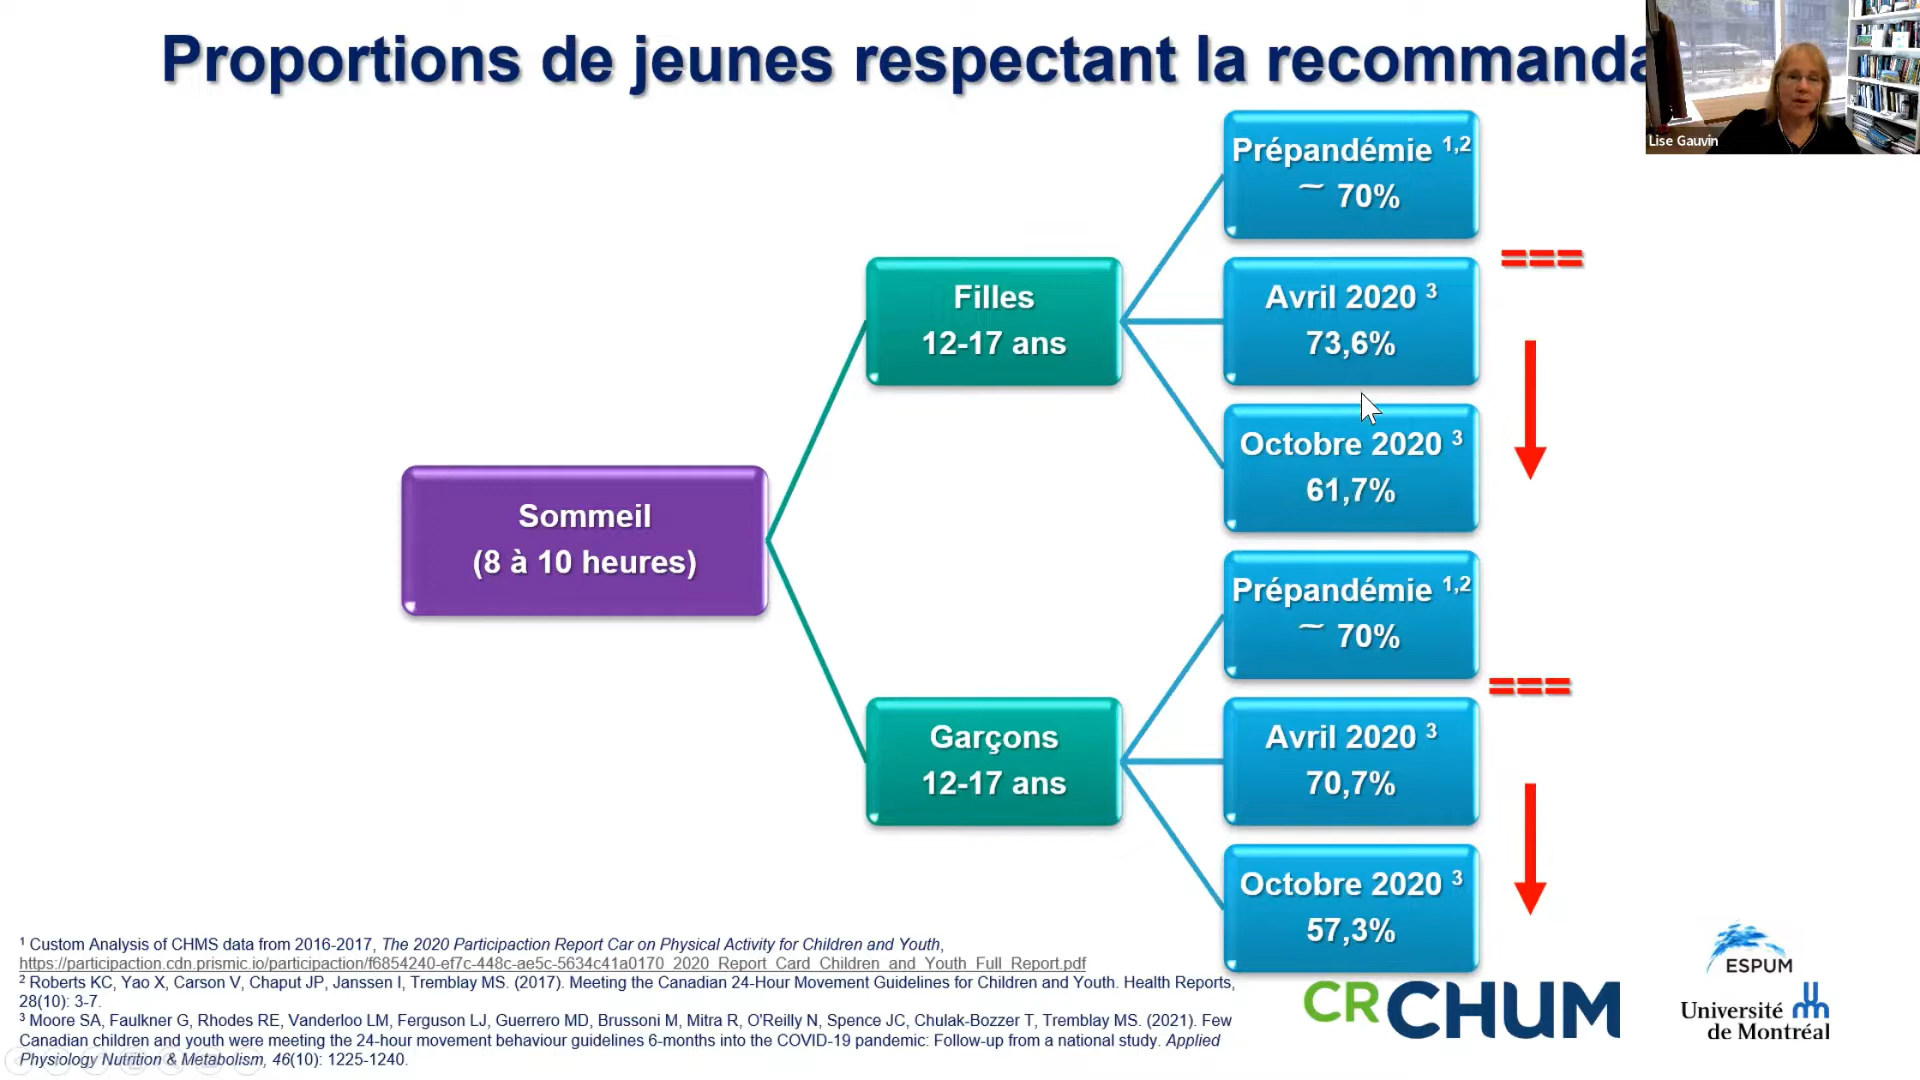 Proportions de jeunes respectant la recommanda
Lise Gauvin
Prépandémie 1,2
~ 70%
===
Filles
12-17 ans
Avril 2020 3
73,6%
Octobre 2020 3
61,7%
Sommeil
(8 à 10 heures)
Prépandémie 1,2
~ 70%
===
Garçons
12-17 ans
Avril 2020 3
70,7%
Octobre 2020 3
57,3%
1 Custom Analysis of CHMS data from 2016-2017, The 2020 Participaction Report Car on Physical Activity for Children and Youth,
https://participaction.cdn.prismic.io/participaction/f6854240-ef7c-448c-ae5c-5634c41a0170_2020_Report_Card_Children_and_Youth_Full_Report.pdf
2 Roberts KC, Yao X, Carson V, Chaput JP, Janssen I, Tremblay MS. (2017). Meeting the Canadian 24-Hour Movement Guidelines for Children and Youth. Health Reports,
28(10): 3-7.
3 Moore SA, Faulkner G, Rhodes RE, Vanderloo LM, Ferguson LJ, Guerrero MD, Brussoni M, Mitra R, O'Reilly N, Spence JC, Chulak-Bozzer T, Tremblay MS. (2021). Few
Canadian children and youth were meeting the 24-hour movement behaviour guidelines 6-months into the COVID-19 pandemic: Follow-up from a national study. Applied
Physiology Nutrition & Metabolism, 46(10): 1225-1240.
CRCHUM
ESPUM
Université
de Montréal